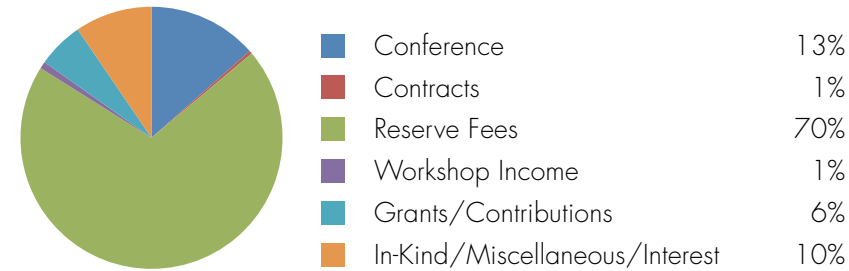 Conference 13%
Contracts 1%
Reserve Fees 70%
Workshop Income 1%
Grants/Contributions 6%
In-Kind/Miscellaneous/Interest 10%